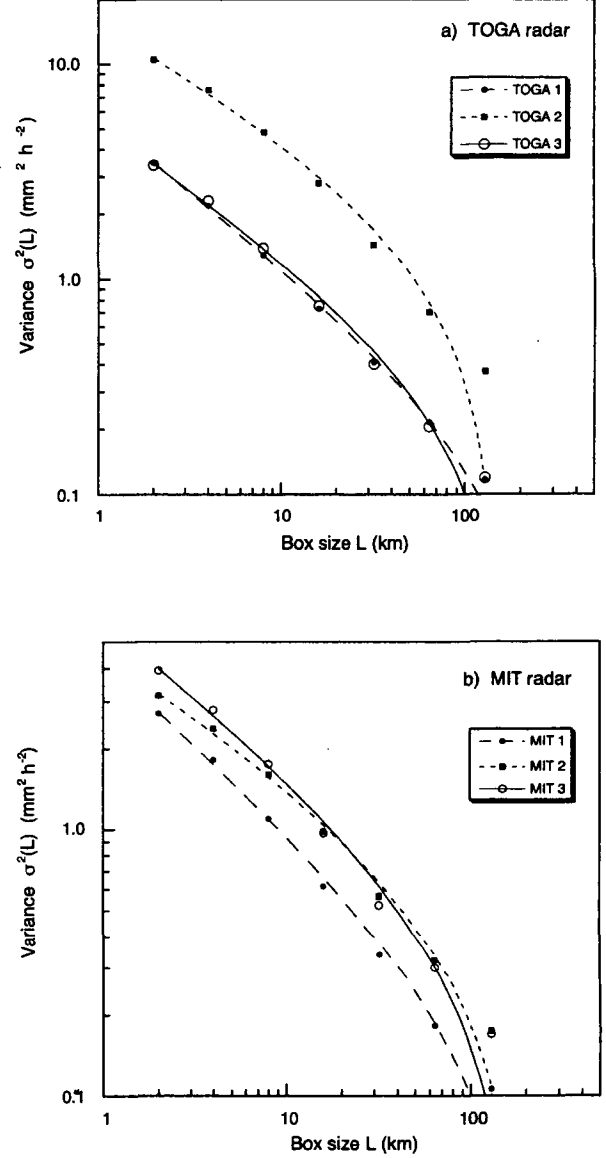 a) TOGA radar
10.0
TOGA 1
TOGA 2
TOGA 3
Variance σ²(L) (mm ² h ⁻²)
1.0
0.1
1 10 100
Box size L (km)
b) MIT radar
MIT 1
MIT 2
MIT 3
Variance σ²(L) (mm² h⁻²)
1.0
0.1
1 10 100
Box size L (km)